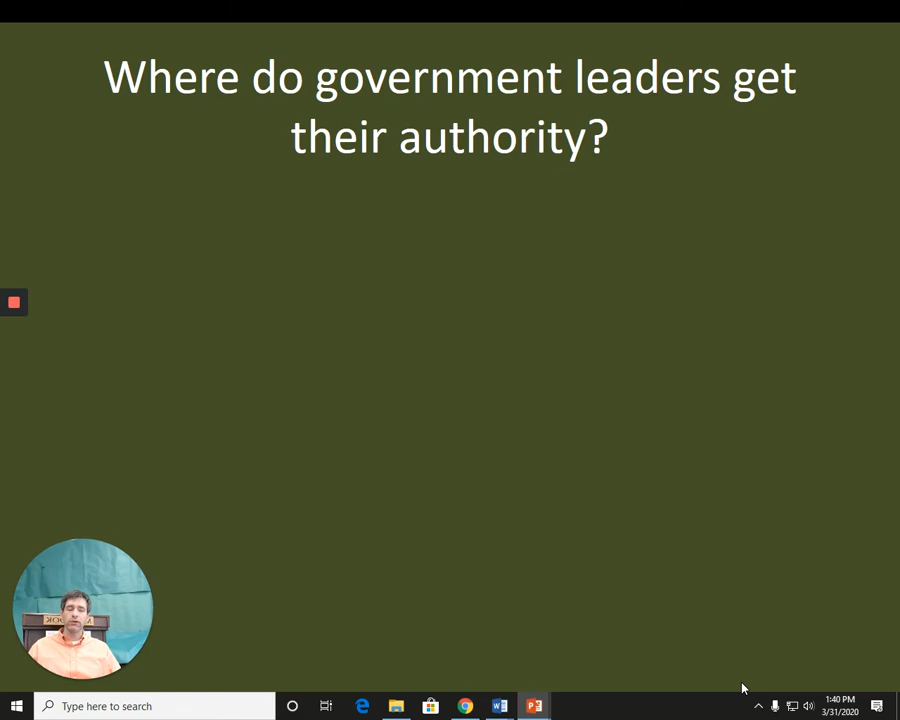 Where do government leaders get
their authority?
Type here to search
1:40 PM
3/31/2020